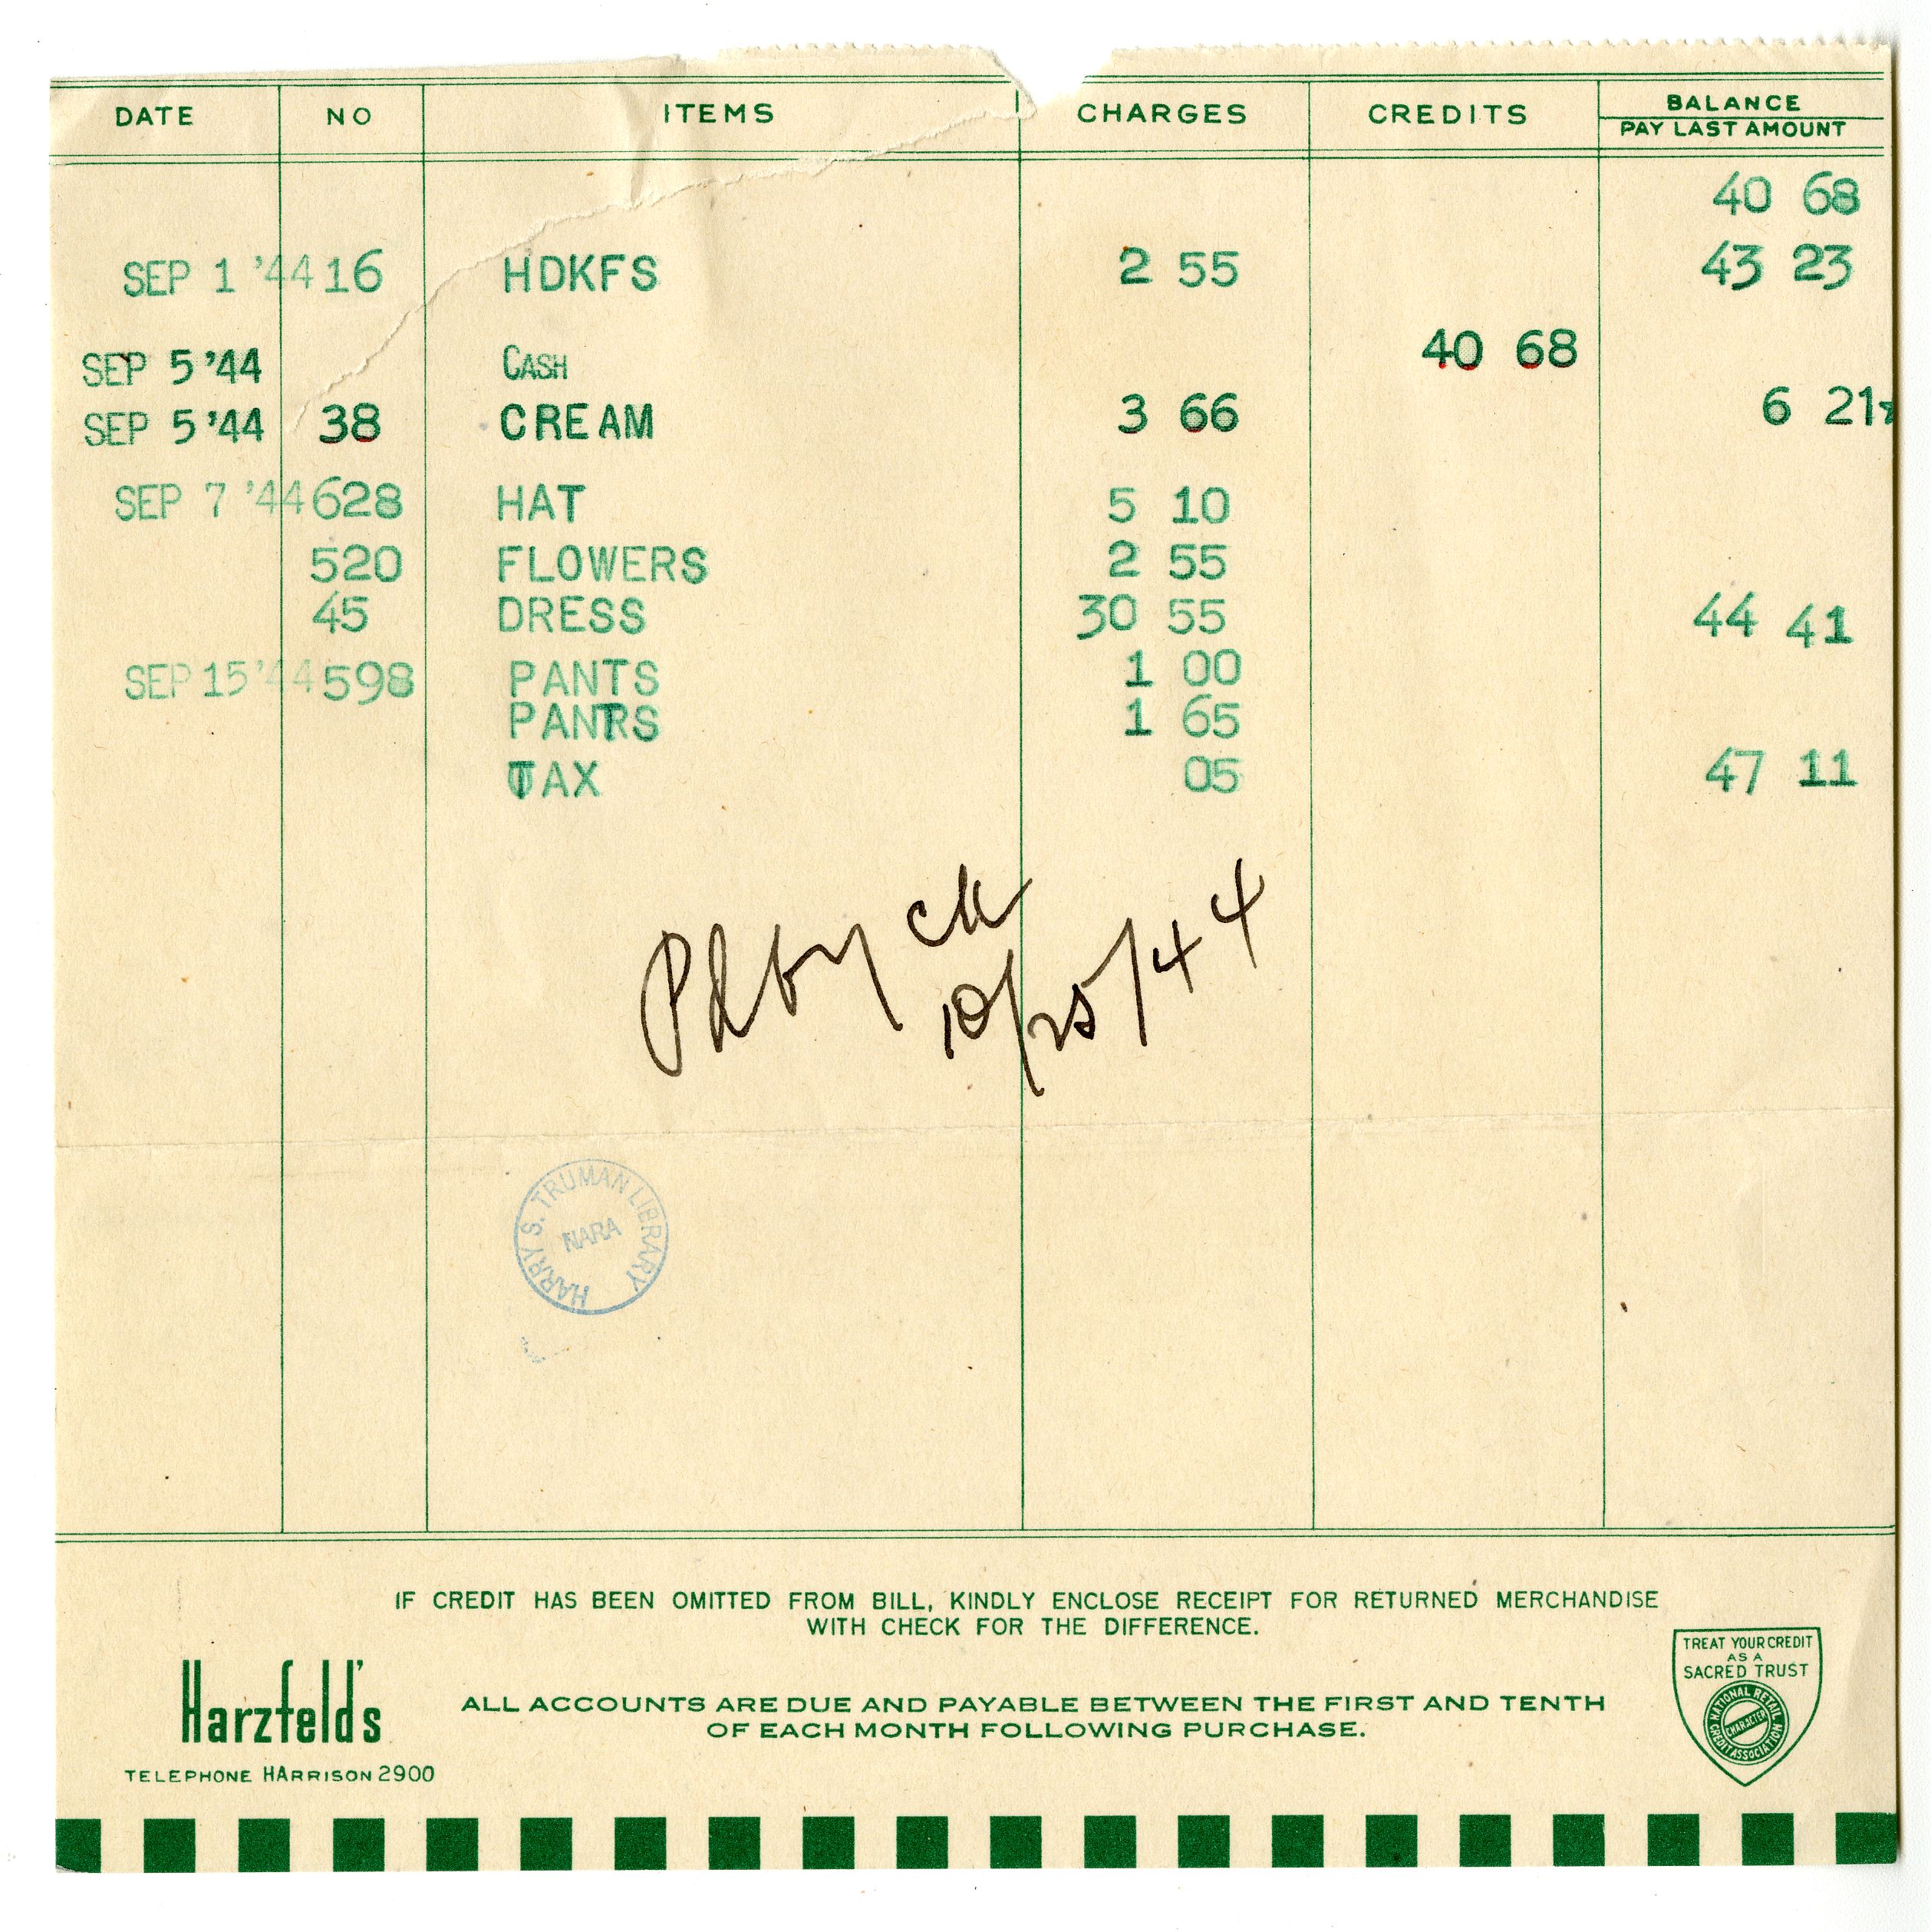 DATE NO ITEMS CHARGES CREDITS BALANCE
PAY LAST AMOUNT
40 68
SEP 1 '44 16 HDKFS 2 55 43 23
SEP 5 '44 CASH 40 68
SEP 5 '44 38 CREAM 3 66 6 21*
SEP 7 '44 628 HAT 5 10
520 FLOWERS 2 55
45 DRESS 30 55 44 41
SEP 15 '44 598 PANTS 1 00
PANTS 1 65
TAX 05 47 11
Pd by ck
10/25/44
HARRY S. TRUMAN LIBRARY
NARA
IF CREDIT HAS BEEN OMITTED FROM BILL, KINDLY ENCLOSE RECEIPT FOR RETURNED MERCHANDISE
WITH CHECK FOR THE DIFFERENCE.
Harzfeld's
TELEPHONE HARRISON 2900
ALL ACCOUNTS ARE DUE AND PAYABLE BETWEEN THE FIRST AND TENTH
OF EACH MONTH FOLLOWING PURCHASE.
TREAT YOUR CREDIT
AS A
SACRED TRUST
NATIONAL RETAIL CREDIT ASSOCIATION
CHARACTER